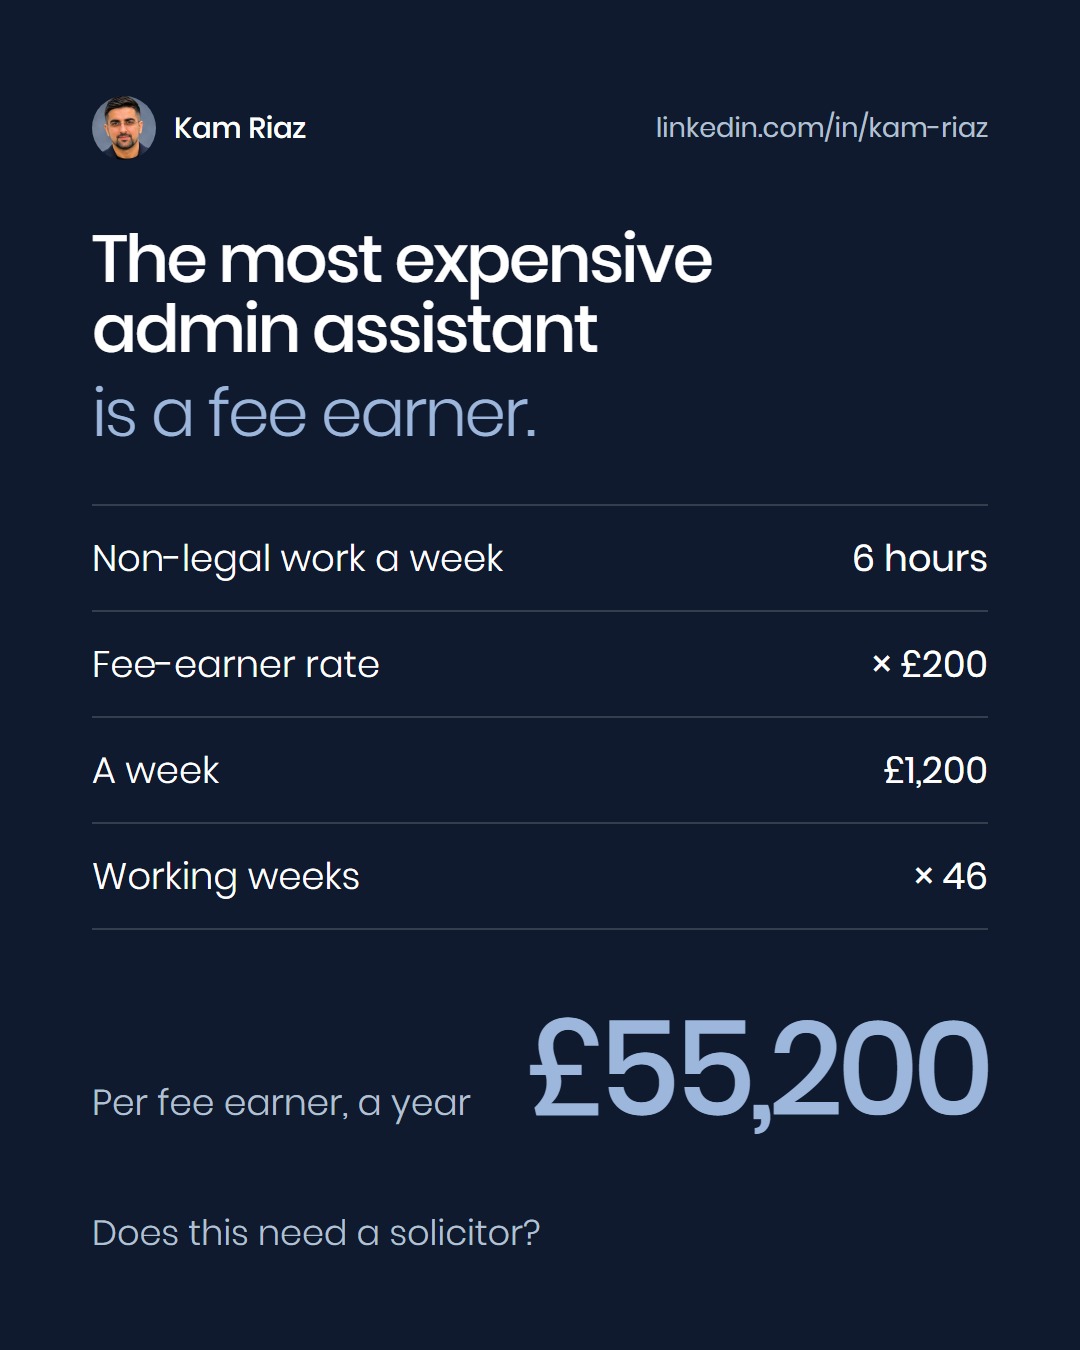 Kam Riaz
linkedin.com/in/kam-riaz
The most expensive
admin assistant
is a fee earner.
Non-legal work a week 6 hours
Fee-earner rate × £200
A week £1,200
Working weeks × 46
Per fee earner, a year £55,200
Does this need a solicitor?